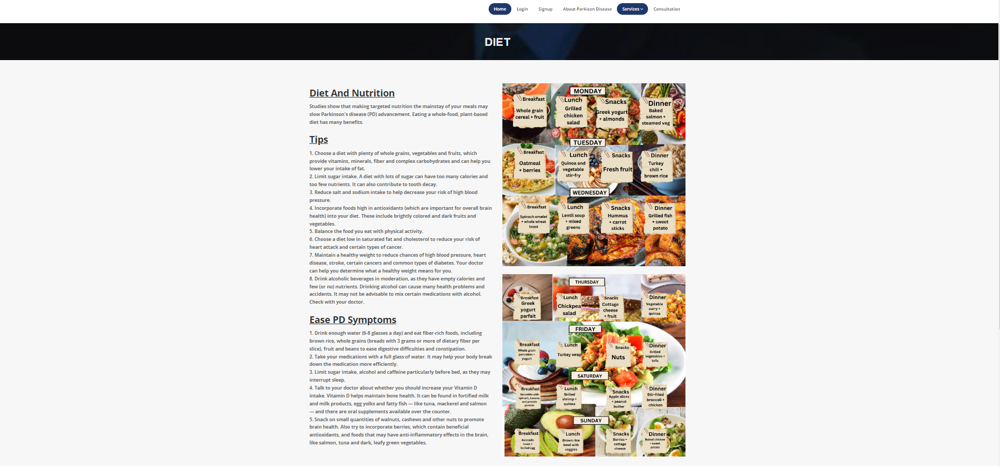 Home Login Signup About Parkison Disease Services Consultation
DIET
Diet And Nutrition
Studies show that making targeted nutrition the mainstay of your meals may
slow Parkinson's disease (PD) advancement. Eating a whole-food, plant-based
diet has many benefits.
Tips
1. Choose a diet with plenty of whole grains, vegetables and fruits, which
provide vitamins, minerals, fiber and complex carbohydrates and can help you
lower your intake of fat.
2. Limit sugar intake. A diet with lots of sugar can have too many calories and
too few nutrients. It can also contribute to tooth decay.
3. Reduce salt and sodium intake to help decrease your risk of high blood
pressure.
4. Incorporate foods high in antioxidants (which are important for overall brain
health) into your diet. These include brightly colored and dark fruits and
vegetables.
5. Balance the food you eat with physical activity.
6. Choose a diet low in saturated fat and cholesterol to reduce your risk of
heart attack and certain types of cancer.
7. Maintain a healthy weight to reduce chances of high blood pressure, heart
disease, stroke, certain cancers and common types of diabetes. Your doctor
can help you determine what a healthy weight means for you.
8. Drink alcoholic beverages in moderation, as they have empty calories and
few (or no) nutrients. Drinking alcohol can cause many health problems and
accidents. It may not be advisable to mix certain medications with alcohol.
Check with your doctor.
Ease PD Symptoms
1. Drink enough water (6-8 glasses a day) and eat fiber-rich foods, including
brown rice, whole grains (breads with 3 grams or more of dietary fiber per
slice), fruit and beans to ease digestive difficulties and constipation.
2. Take your medications with a full glass of water. It may help your body break
down the medication more efficiently.
3. Limit sugar intake, alcohol and caffeine particularly before bed, as they may
interrupt sleep.
4. Talk to your doctor about whether you should increase your Vitamin D
intake. Vitamin D helps maintain bone health. It can be found in fortified milk
and milk products, egg yolks and fatty fish — like tuna, mackerel and salmon
— and there are oral supplements available over the counter.
5. Snack on small quantities of walnuts, cashews and other nuts to promote
brain health. Also try to incorporate berries, which contain beneficial
antioxidants, and foods that may have anti-inflammatory effects in the brain,
like salmon, tuna and dark, leafy green vegetables.
MONDAY
Breakfast
Whole grain
cereal + fruit
Lunch
Grilled
chicken
salad
Snacks
Greek yogurt
+ almonds
Dinner
Baked
salmon +
steamed veg
TUESDAY
Breakfast
Oatmeal
+ berries
Lunch
Quinoa and
vegetable
stir-fry
Snacks
Fresh fruit
Dinner
Turkey
chili +
brown rice
WEDNESDAY
Breakfast
Spinach omelet
+ whole wheat
toast
Lunch
Lentil soup
+ mixed
greens
Snacks
Hummus
+ carrot
sticks
Dinner
Grilled fish
+ sweet
potato
THURSDAY
Breakfast
Greek
yogurt
parfait
Lunch
Chickpea
salad
Snacks
Cottage
cheese
+ fruit
Dinner
Vegetable
curry +
quinoa
FRIDAY
Breakfast
Whole grain
pancakes +
yogurt
Lunch
Turkey wrap
Snacks
Nuts
Dinner
Grilled
vegetables +
tofu
SATURDAY
Breakfast
Smoothie with
spinach, banana,
and protein
powder
Lunch
Grilled
shrimp +
quinoa
Snacks
Apple slices
+ peanut
butter
Dinner
Stir-fried
broccoli +
chicken
SUNDAY
Breakfast
Avocado
toast +
boiled egg
Lunch
Brown rice
bowl with
veggies
Snacks
Berries +
cottage
cheese
Dinner
Baked chicken
+ sweet
potato